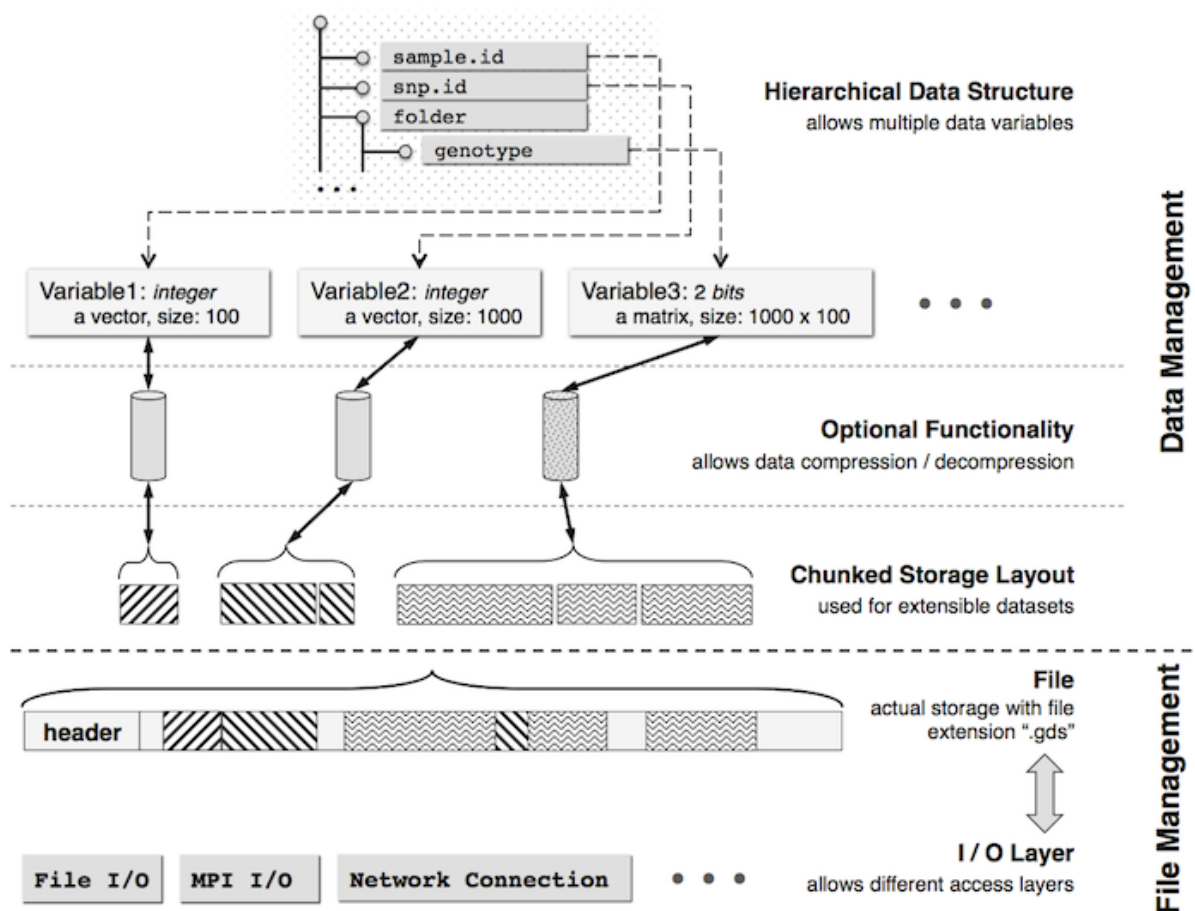 sample.id
snp.id
folder
genotype
Hierarchical Data Structure
allows multiple data variables
Variable1: integer
a vector, size: 100
Variable2: integer
a vector, size: 1000
Variable3: 2 bits
a matrix, size: 1000 x 100
Data Management
Optional Functionality
allows data compression / decompression
Chunked Storage Layout
used for extensible datasets
File
actual storage with file
extension “.gds”
header
File Management
I / O Layer
allows different access layers
File I/O
MPI I/O
Network Connection